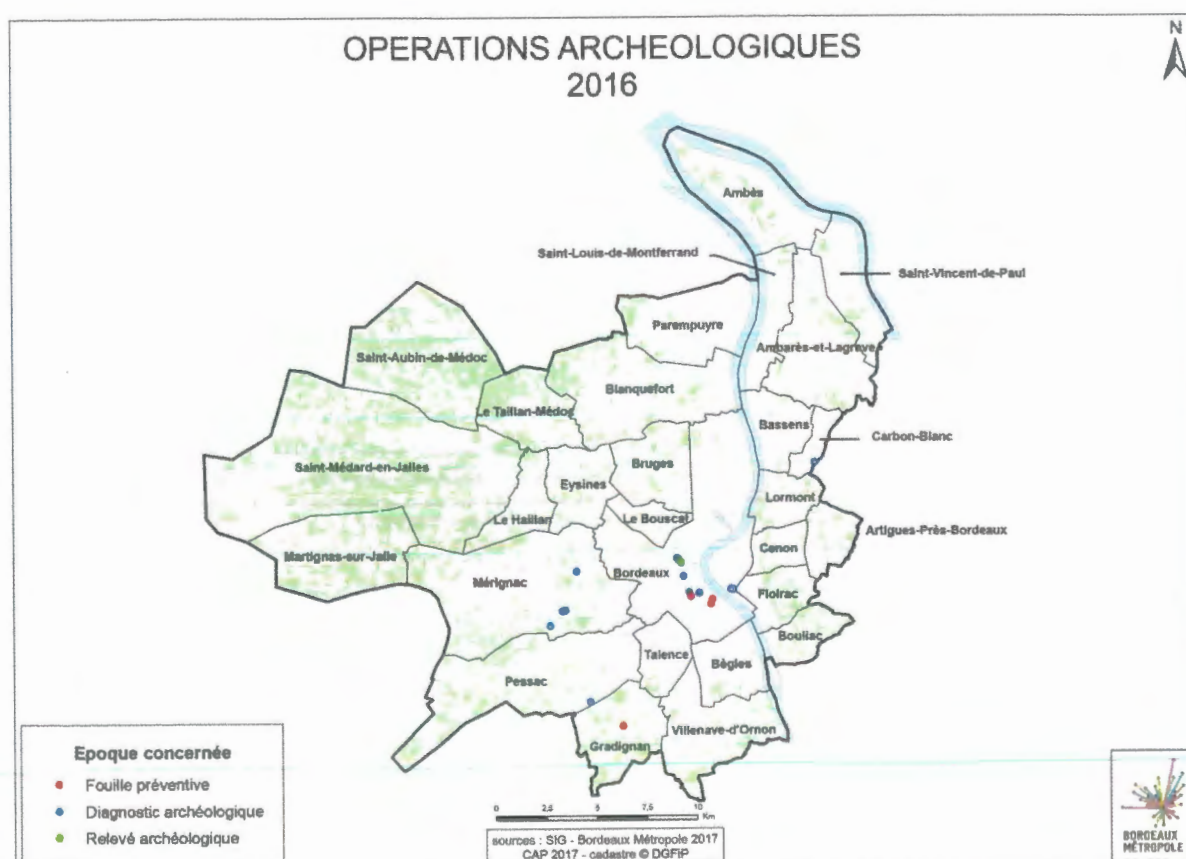 OPERATIONS ARCHEOLOGIQUES
2016
N
Ambès
Saint-Louis-de-Montferrand
Saint-Vincent-de-Paul
Parempuyre
Saint-Aubin-de-Médoc
Ambarès-et-Lagrave
Blanquefort
Le Taillan-Médoc
Bassens
Carbon-Blanc
Saint-Médard-en-Jalles
Bruges
Eysines
Lormont
Le Haillan
Le Bouscat
Artigues-Près-Bordeaux
Martignas-sur-Jalle
Cenon
Mérignac
Bordeaux
Floirac
Bouliac
Talence
Bègles
Pessac
Villenave-d'Ornon
Gradignan
Epoque concernée
Fouille préventive
Diagnostic archéologique
Relevé archéologique
0 2,5 5 7,5 10
Km
sources : SIG - Bordeaux Métropole 2017
CAP 2017 - cadastre © DGFiP
BORDEAUX
MÉTROPOLE